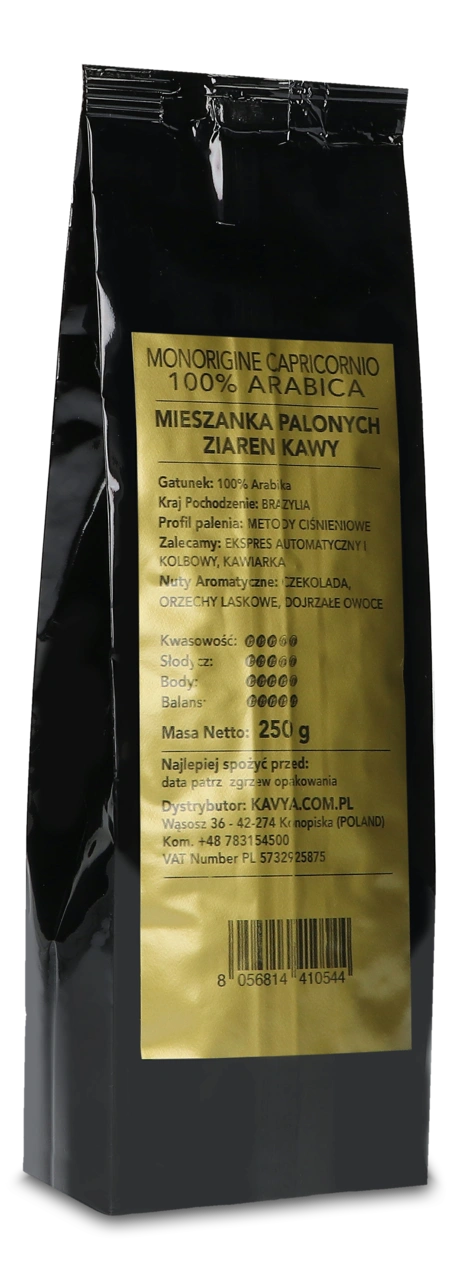 MONORIGINE CAPRICORNIO
100% ARABICA
MIESZANKA PALONYCH
ZIAREN KAWY
Gatunek: 100% Arabika
Kraj Pochodzenie: BRAZYLIA
Profil palenia: METODY CIŚNIENIOWE
Zalecamy: EKSPRES AUTOMATYCZNY I
KOLBOWY, KAWIARKA
Nuty Aromatyczne: CZEKOLADA,
ORZECHY LASKOWE, DOJRZAŁE OWOCE
Kwasowość:
Słodycz:
Body:
Balans:
Masa Netto: 250 g
Najlepiej spożyć przed:
data patrz zgrzew opakowania
Dystrybutor: KAVYA.COM.PL
Wąsosz 36 - 42-274 Konopiska (POLAND)
Kom. +48 783154500
VAT Number PL 5732925875
8 056814 410544